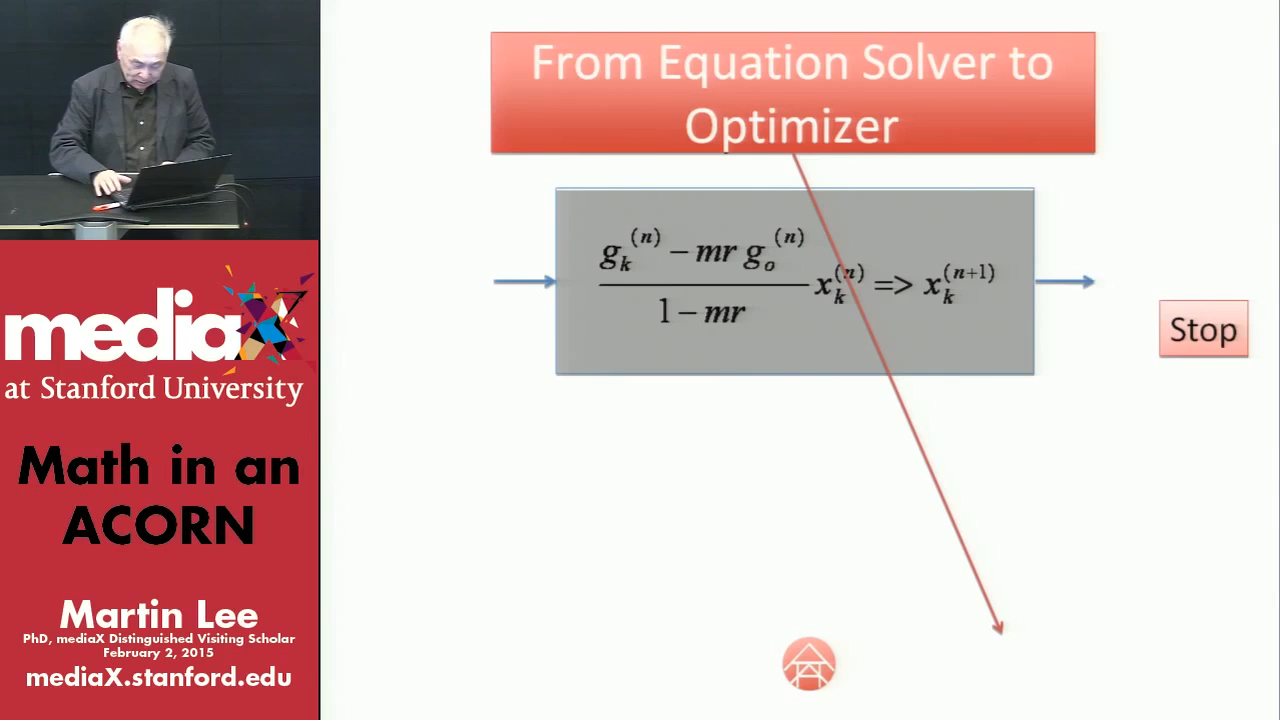 mediaX
at Stanford University
Math in an
ACORN
Martin Lee
PhD, mediaX Distinguished Visiting Scholar
February 2, 2015
mediaX.stanford.edu
From Equation Solver to
Optimizer
g_k^(n) − mr g_o^(n)
1 − mr
x_k^(n) => x_k^(n+1)
Stop